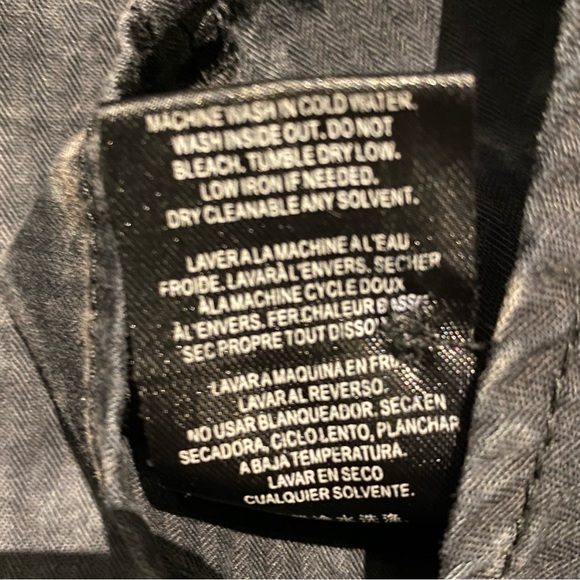 MACHINE WASH IN COLD WATER.
WASH INSIDE OUT. DO NOT
BLEACH. TUMBLE DRY LOW.
LOW IRON IF NEEDED.
DRY CLEANABLE ANY SOLVENT.
LAVER A LA MACHINE A L'EAU
FROIDE. LAVAR À L'ENVERS. SECHER
À LA MACHINE CYCLE DOUX
À L'ENVERS. FER. CHALEUR BASSE
SEC PROPRE TOUT
LAVAR A MAQUINA EN
LAVAR AL REVERSO.
NO USAR BLANQUEADOR. SECA EN
SECADORA, CICLO LENTO, PLANCHAR
A BAJA TEMPERATURA.
LAVAR EN SECO
CUALQUIER SOLVENTE.
水洗涤